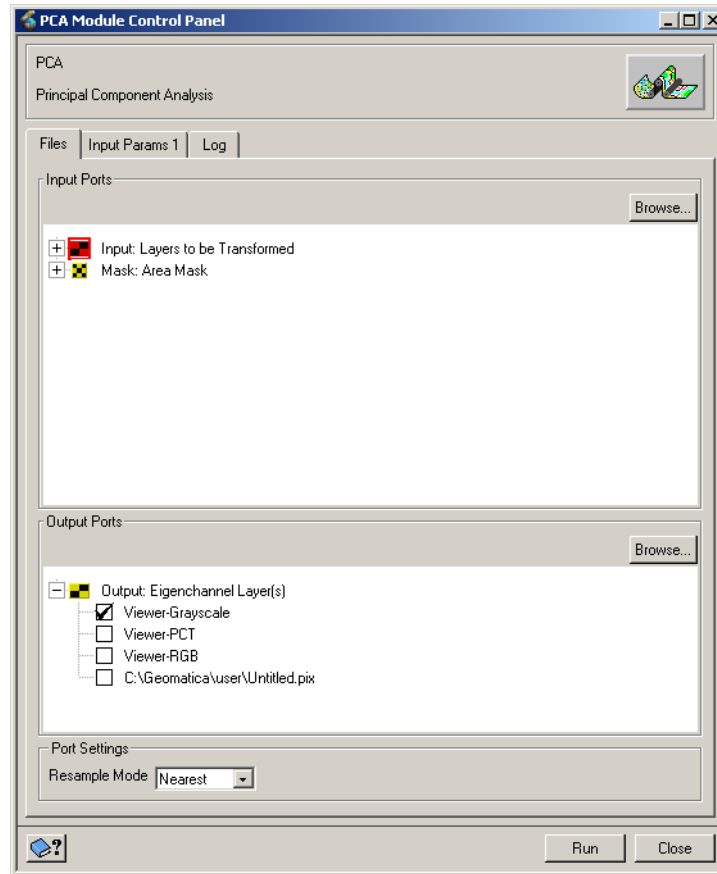 PCA Module Control Panel
PCA
Principal Component Analysis
Files Input Params 1 Log
Input Ports
Browse...
Input: Layers to be Transformed
Mask: Area Mask
Output Ports
Browse...
Output: Eigenchannel Layer(s)
Viewer-Grayscale
Viewer-PCT
Viewer-RGB
C:\Geomatica\user\Untitled.pix
Port Settings
Resample Mode Nearest
? Run Close